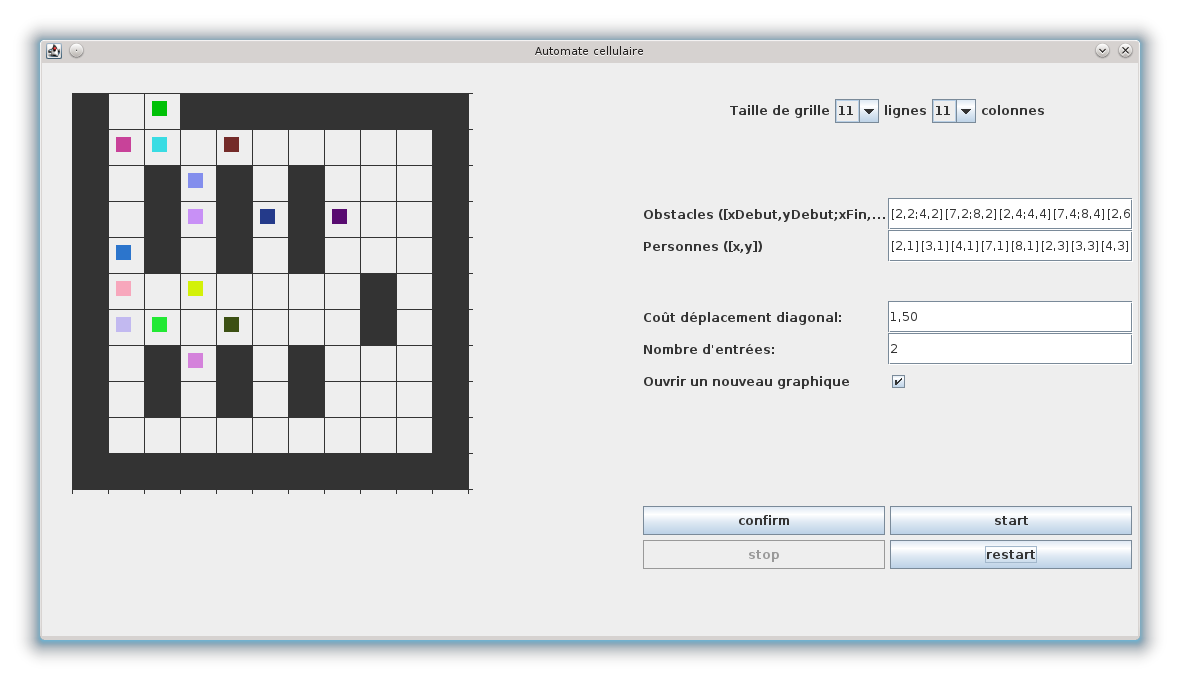 Automate cellulaire
Taille de grille 11 lignes 11 colonnes
Obstacles ([xDebut,yDebut;xFin,... [2,2;4,2][7,2;8,2][2,4;4,4][7,4;8,4][2,6
Personnes ([x,y]) [2,1][3,1][4,1][7,1][8,1][2,3][3,3][4,3]
Coût déplacement diagonal: 1,50
Nombre d'entrées: 2
Ouvrir un nouveau graphique
confirm start
stop restart